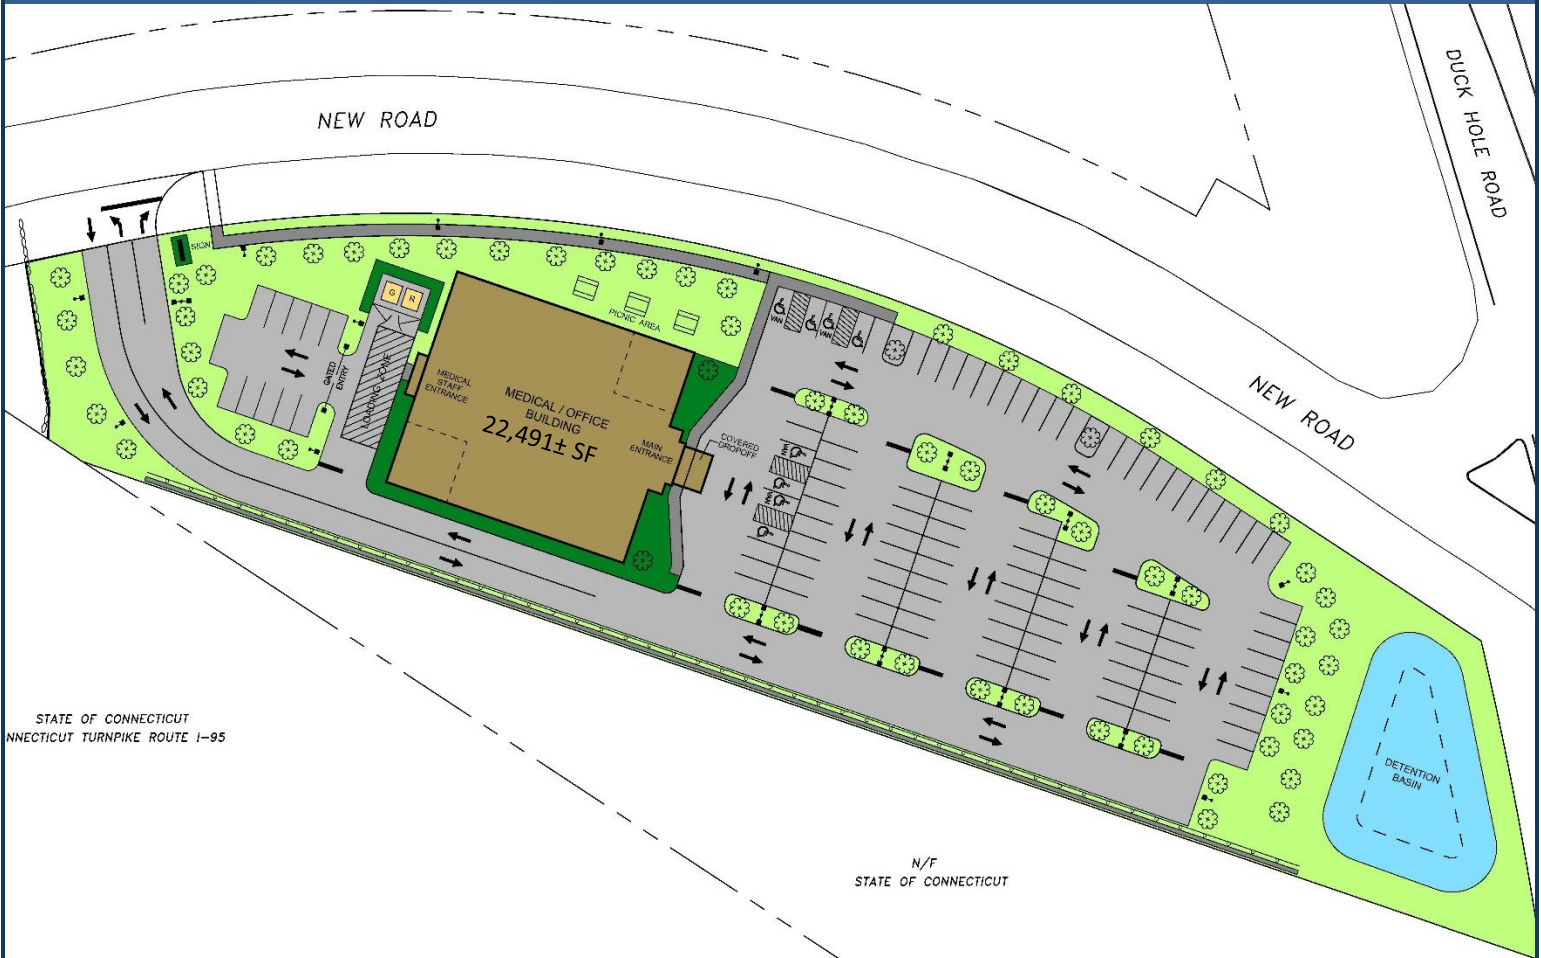 NEW ROAD
DUCK HOLE ROAD
SIGN
G
R
PICNIC AREA
VAN
VAN
GATED
ENTRY
LOADING ZONE
MEDICAL
STAFF
ENTRANCE
MEDICAL / OFFICE
BUILDING
22,491± SF
MAIN
ENTRANCE
COVERED
DROPOFF
VAN
VAN
NEW ROAD
STATE OF CONNECTICUT
NNECTICUT TURNPIKE ROUTE I-95
DETENTION
BASIN
N/F
STATE OF CONNECTICUT